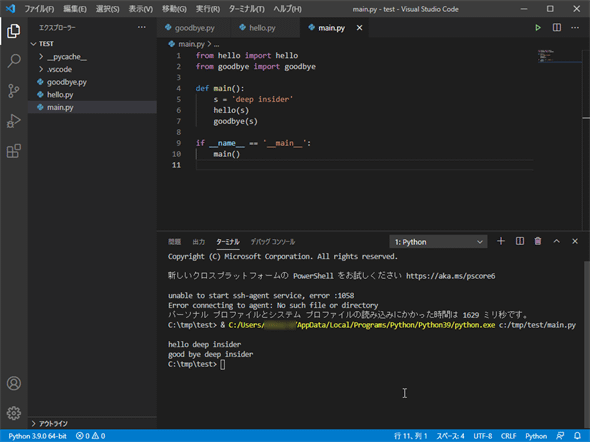 ファイル(F) 編集(E) 選択(S) 表示(V) 移動(G) 実行(R) ターミナル(T) ヘルプ(H) main.py - test - Visual Studio Code
エクスプローラー
TEST
__pycache__
.vscode
goodbye.py
hello.py
main.py
アウトライン
goodbye.py hello.py main.py
main.py > ...
1 from hello import hello
2 from goodbye import goodbye
3
4 def main():
5 s = 'deep insider'
6 hello(s)
7 goodbye(s)
8
9 if __name__ == '__main__':
10 main()
11
問題 出力 ターミナル デバッグ コンソール 1: Python
Copyright (C) Microsoft Corporation. All rights reserved.
新しいクロスプラットフォームの PowerShell をお試しください https://aka.ms/pscore6
unable to start ssh-agent service, error :1058
Error connecting to agent: No such file or directory
パーソナル プロファイルとシステム プロファイルの読み込みにかかった時間は 1629 ミリ秒です。
C:\tmp\test> & C:/Users/ AppData/Local/Programs/Python/Python39/python.exe c:/tmp/test/main.py
hello deep insider
good bye deep insider
C:\tmp\test>
Python 3.9.0 64-bit 0 0 行 11、列 1 スペース: 4 UTF-8 CRLF Python